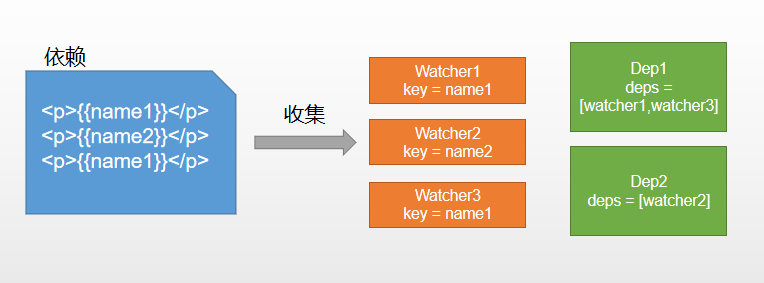 依赖
<p>{{name1}}</p>
<p>{{name2}}</p>
<p>{{name1}}</p>
收集
Watcher1
key = name1
Watcher2
key = name2
Watcher3
key = name1
Dep1
deps =
[watcher1,watcher3]
Dep2
deps = [watcher2]